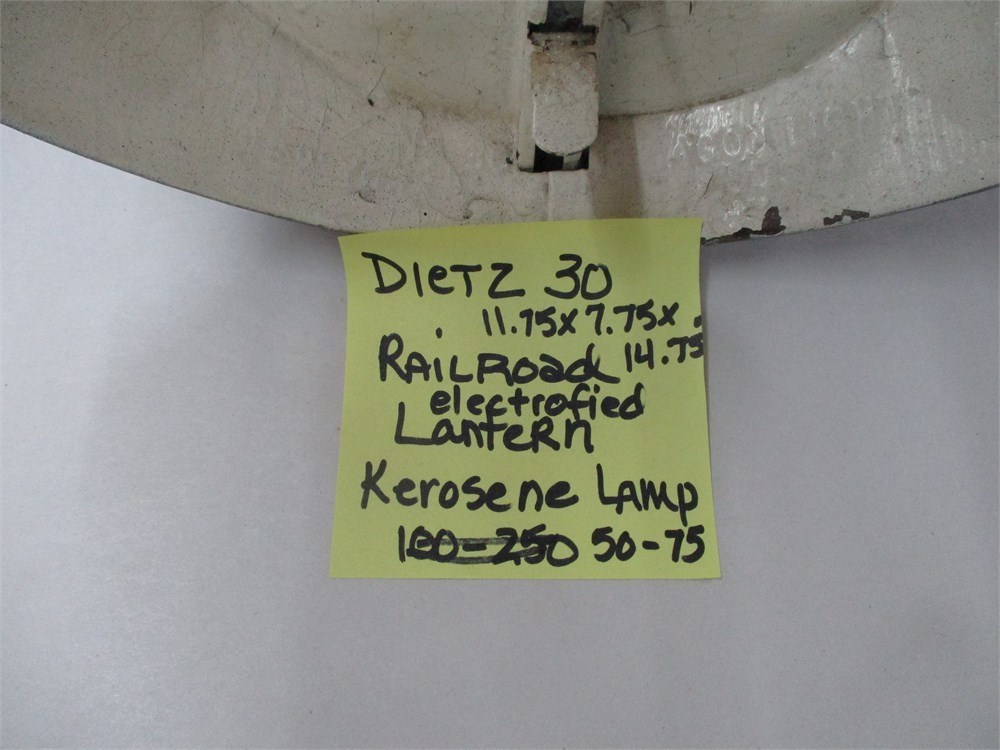 DIeTZ 30
11.75x7.75x
RAILROad 14.75
electrofied
LanteRn
Kerosene LAmp
100-250 50-75